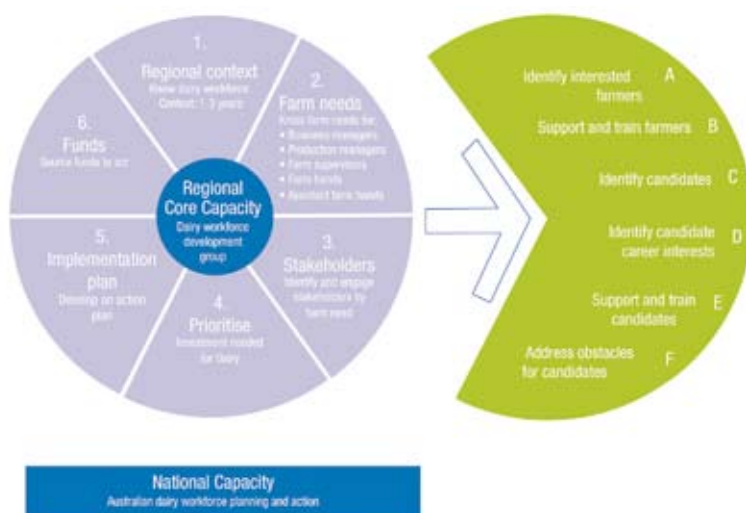 1.
Regional context
Know dairy workforce
Context: 1-3 years
2.
Farm needs
Know farm needs for:
• Business managers
• Production managers
• Farm supervisors
• Farm hands
• Assistant farm hands
3.
Stakeholders
Identify and engage
stakeholders by
farm need
4.
Prioritise
Investment needed
for Dairy
5.
Implementation
plan
Develop an action
plan
6.
Funds
Source funds to act
Regional
Core Capacity
Dairy workforce
development
group
Identify interested
farmers
A
Support and train farmers B
Identify candidates C
Identify candidate
career interests
D
Support and train
candidates
E
Address obstacles
for candidates
F
National Capacity
Australian dairy workforce planning and action